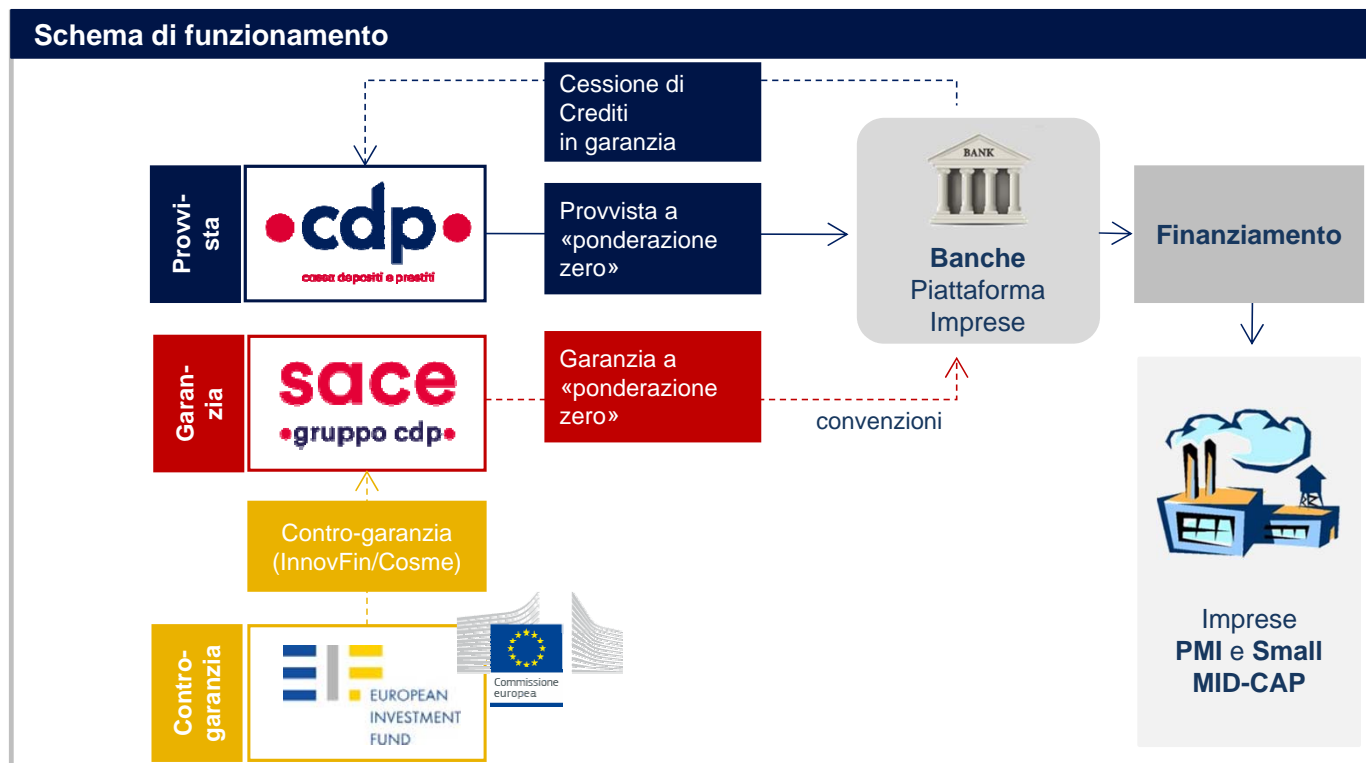 Schema di funzionamento
Cessione di
Crediti
in garanzia
Provvi-
sta
cdp
cassa depositi e prestiti
Provvista a
«ponderazione
zero»
BANK
Banche
Piattaforma
Imprese
Finanziamento
Garan-
zia
sace
gruppo cdp
Garanzia a
«ponderazione
zero»
convenzioni
Contro-garanzia
(InnovFin/Cosme)
Contro-
garanzia
EIF
EUROPEAN
INVESTMENT
FUND
Commissione
europea
Imprese
PMI e Small
MID-CAP